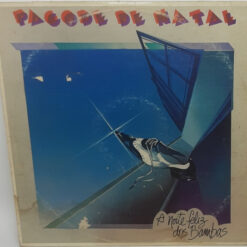 PAGODE DE NATAL
A noite feliz
dos Bambas